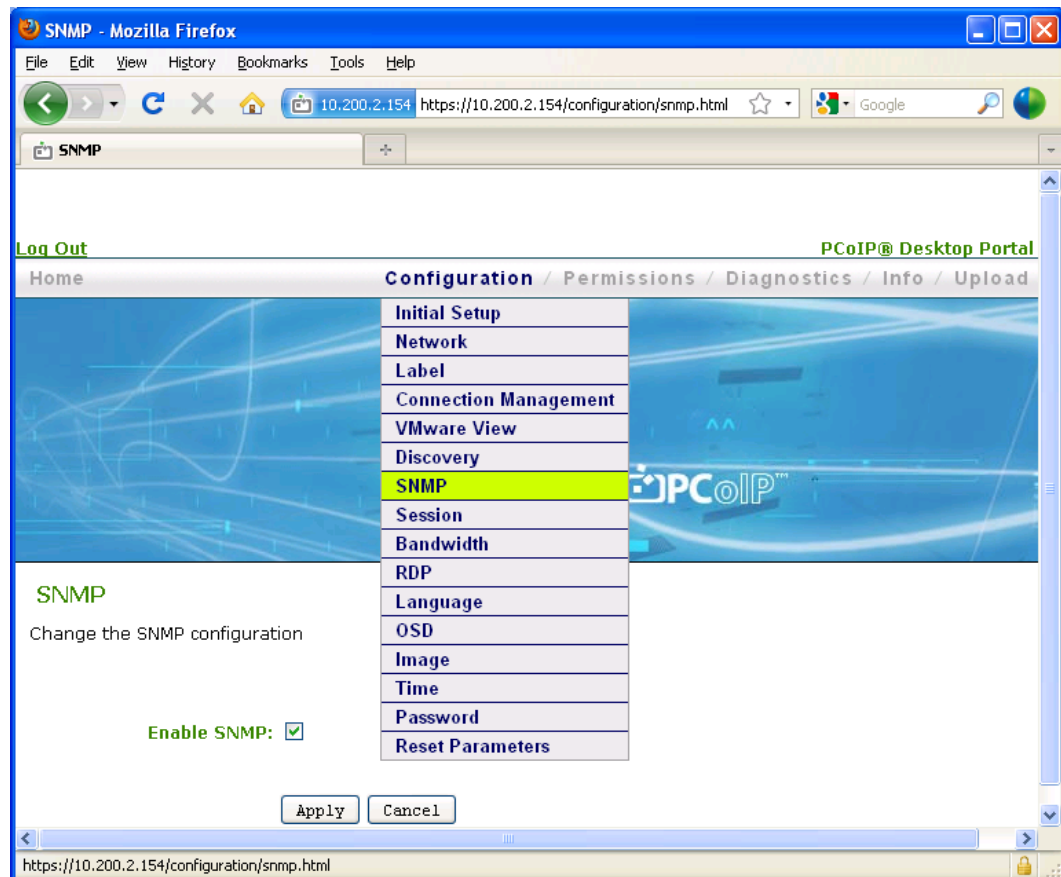 SNMP - Mozilla Firefox
File Edit View History Bookmarks Tools Help
10.200.2.154 https://10.200.2.154/configuration/snmp.html Google
SNMP
Log Out PCoIP® Desktop Portal
Home Configuration / Permissions / Diagnostics / Info / Upload
Initial Setup
Network
Label
Connection Management
VMware View
Discovery
SNMP
Session
Bandwidth
RDP
Language
OSD
Image
Time
Password
Reset Parameters
PCoIP™
SNMP
Change the SNMP configuration
Enable SNMP:
Apply Cancel
https://10.200.2.154/configuration/snmp.html